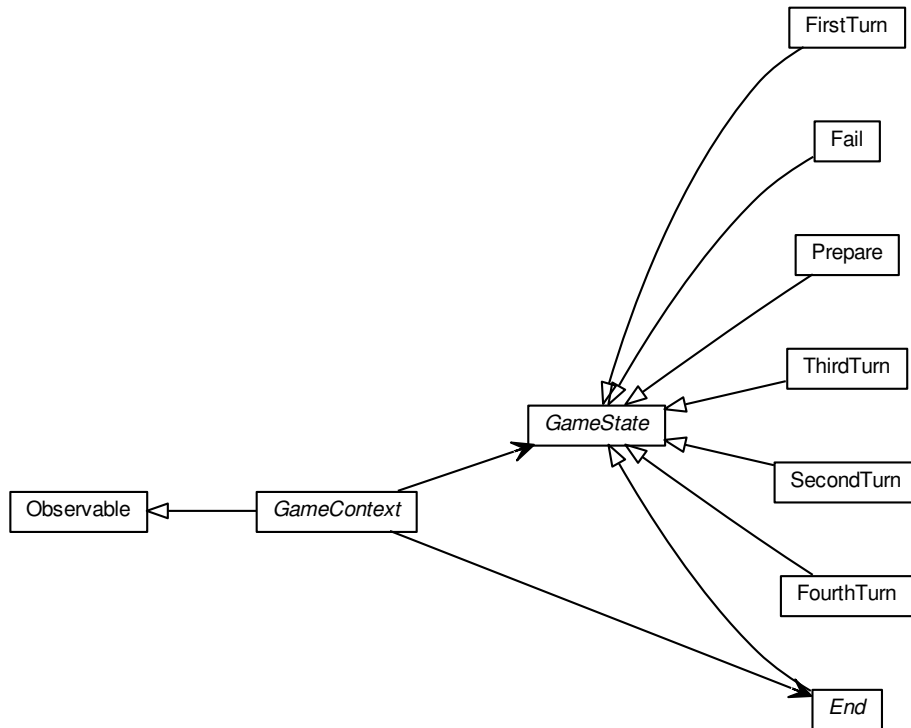 FirstTurn
Fail
Prepare
ThirdTurn
GameState
SecondTurn
Observable
GameContext
FourthTurn
End